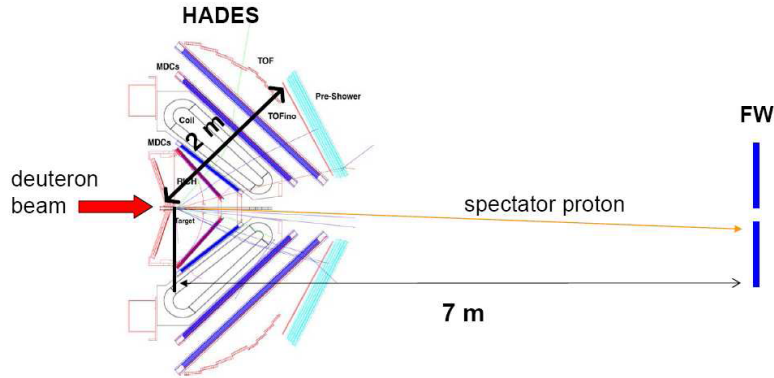 HADES
TOF
MDCs
Pre-Shower
FW
Coil
2 m
TOFino
MDCs
RICH
deuteron
beam
spectator proton
Target
7 m